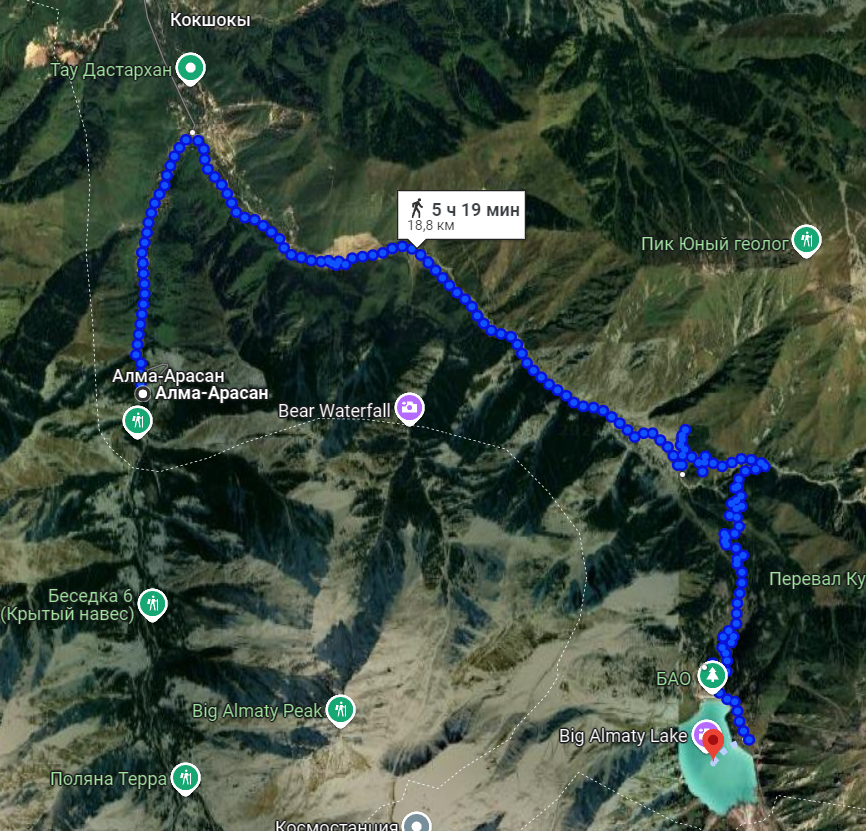 Кокшокы
Тау Дастархан
5 ч 19 мин
18,8 км
Пик Юный геолог
Алма-Арасан
Алма-Арасан
Bear Waterfall
Перевал Ку
Беседка 6
(Крытый навес)
БАО
Big Almaty Peak
Big Almaty Lake
Поляна Терра
Космостанция